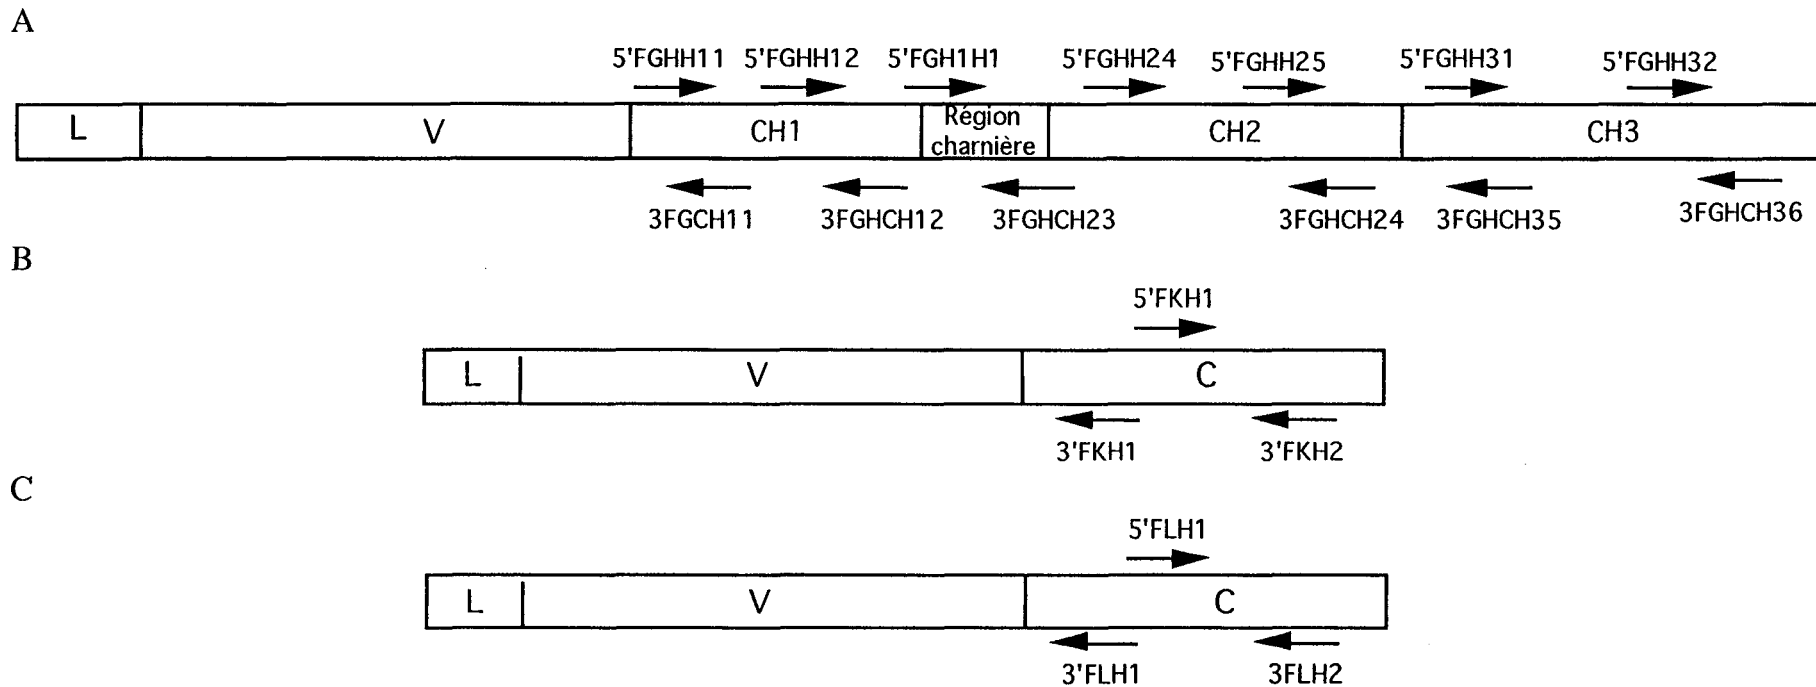 A
5'FGHH11 5'FGHH12 5'FGH1H1 5'FGHH24 5'FGHH25 5'FGHH31 5'FGHH32
L V CH1 Région charnière CH2 CH3
3FGCH11 3FGHCH12 3FGHCH23 3FGHCH24 3FGHCH35 3FGHCH36
B
5'FKH1
L V C
3'FKH1 3'FKH2
C
5'FLH1
L V C
3'FLH1 3FLH2